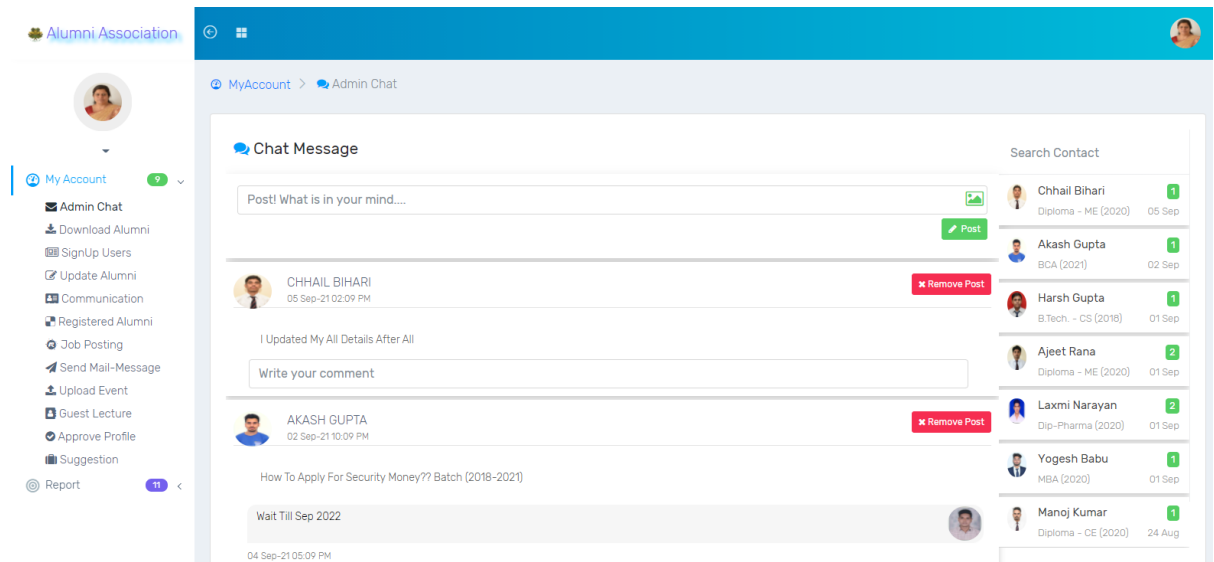 Alumni Association
MyAccount > Admin Chat
My Account 9
Admin Chat
Download Alumni
SignUp Users
Update Alumni
Communication
Registered Alumni
Job Posting
Send Mail-Message
Upload Event
Guest Lecture
Approve Profile
Suggestion
Report 11
Chat Message
Post! What is in your mind....
Post
CHHAIL BIHARI
05 Sep-21 02:09 PM
Remove Post
I Updated My All Details After All
Write your comment
AKASH GUPTA
02 Sep-21 10:09 PM
Remove Post
How To Apply For Security Money?? Batch (2018-2021)
Wait Till Sep 2022
04 Sep-21 05:09 PM
Search Contact
Chhail Bihari 1
Diploma - ME (2020) 05 Sep
Akash Gupta 1
BCA (2021) 02 Sep
Harsh Gupta 1
B.Tech. - CS (2018) 01 Sep
Ajeet Rana 2
Diploma - ME (2020) 01 Sep
Laxmi Narayan 2
Dip-Pharma (2020) 01 Sep
Yogesh Babu 1
MBA (2020) 01 Sep
Manoj Kumar 1
Diploma - CE (2020) 24 Aug